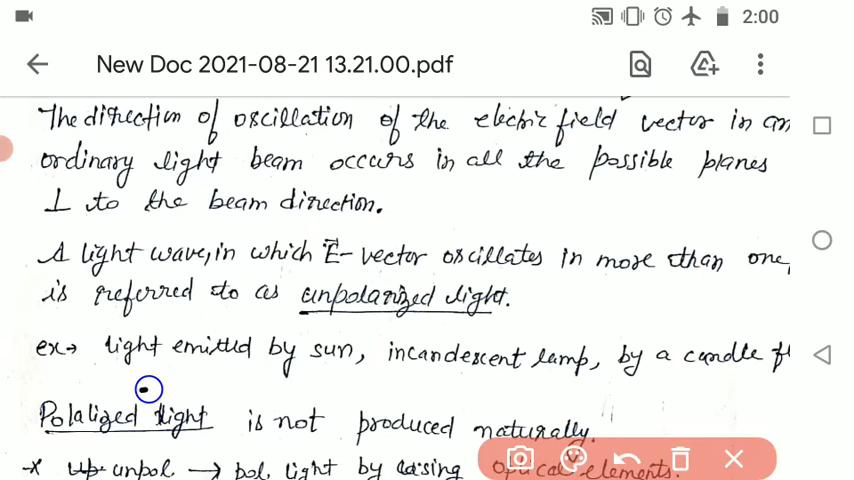 2:00
New Doc 2021-08-21 13.21.00.pdf
The direction of oscillation of the electric field vector in an
ordinary light beam occurs in all the possible planes
⊥ to the beam direction.
A light wave, in which E⃗-vector oscillates in more than one,
is referred to as unpolarized light.
ex→ light emitted by sun, incandescent lamp, by a candle
Polalized light is not produced naturally.
unpol → pol. light by using optical elements.